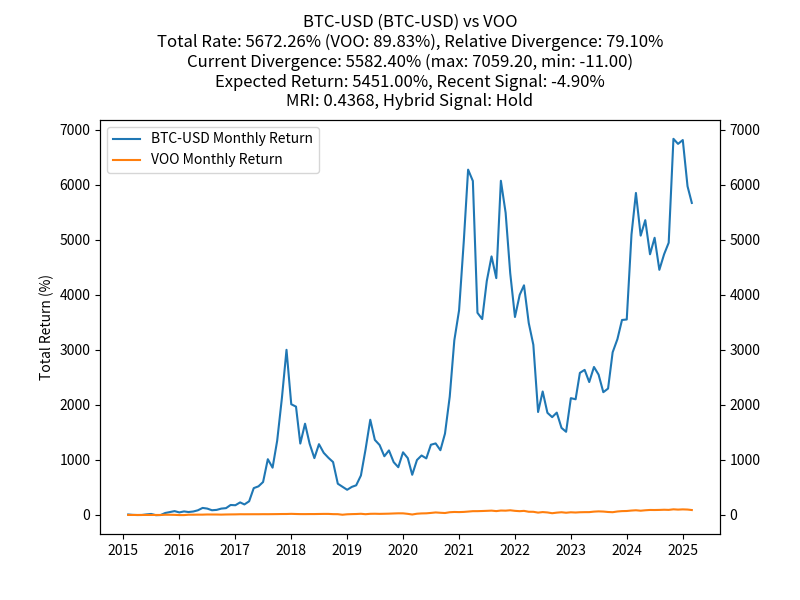 BTC-USD (BTC-USD) vs VOO
Total Rate: 5672.26% (VOO: 89.83%), Relative Divergence: 79.10%
Current Divergence: 5582.40% (max: 7059.20, min: -11.00)
Expected Return: 5451.00%, Recent Signal: -4.90%
MRI: 0.4368, Hybrid Signal: Hold
BTC-USD Monthly Return
VOO Monthly Return
Total Return (%)
7000
6000
5000
4000
3000
2000
1000
0
7000
6000
5000
4000
3000
2000
1000
0
2015 2016 2017 2018 2019 2020 2021 2022 2023 2024 2025